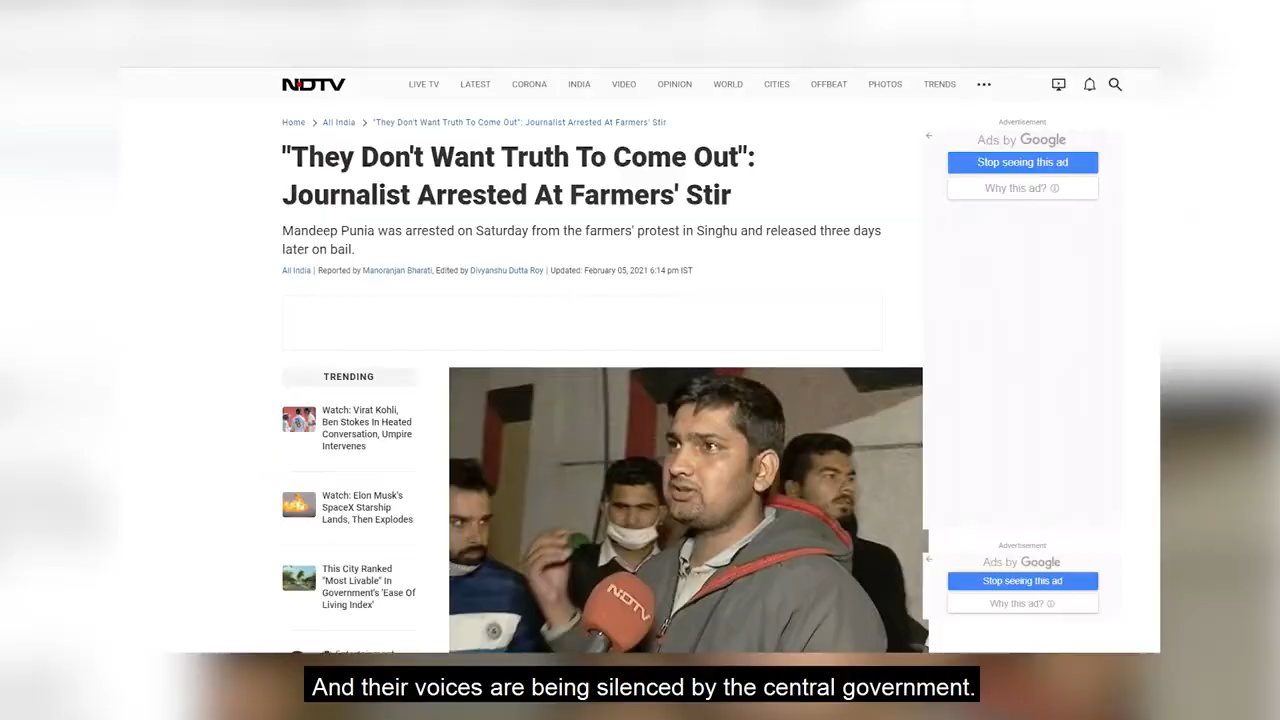 NDTV
LIVE TV LATEST CORONA INDIA VIDEO OPINION WORLD CITIES OFFBEAT PHOTOS TRENDS
Home > All India > "They Don't Want Truth To Come Out": Journalist Arrested At Farmers' Stir
"They Don't Want Truth To Come Out":
Journalist Arrested At Farmers' Stir
Mandeep Punia was arrested on Saturday from the farmers' protest in Singhu and released three days
later on bail.
All India | Reported by Manoranjan Bharati, Edited by Divyanshu Dutta Roy | Updated: February 05, 2021 6:14 pm IST
TRENDING
Watch: Virat Kohli,
Ben Stokes In Heated
Conversation, Umpire
Intervenes
Watch: Elon Musk's
SpaceX Starship
Lands, Then Explodes
This City Ranked
"Most Livable" In
Government's 'Ease Of
Living Index'
NDTV
Advertisement
Ads by Google
Stop seeing this ad
Why this ad?
Advertisement
Ads by Google
Stop seeing this ad
Why this ad?
And their voices are being silenced by the central government.